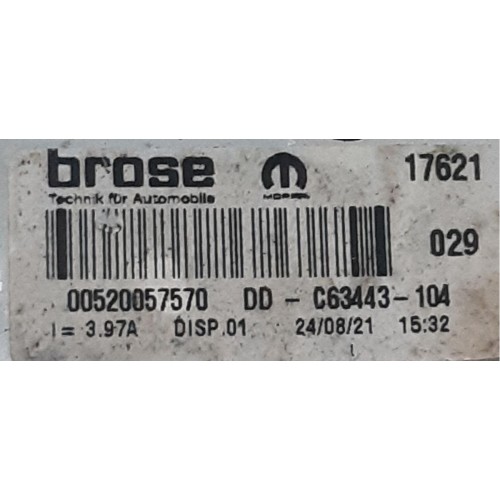 brose MOPAR 17621
Technik für Automobile
029
00520057570 DD - C63443-104
I = 3.97A DISP.01 24/08/21 15:32